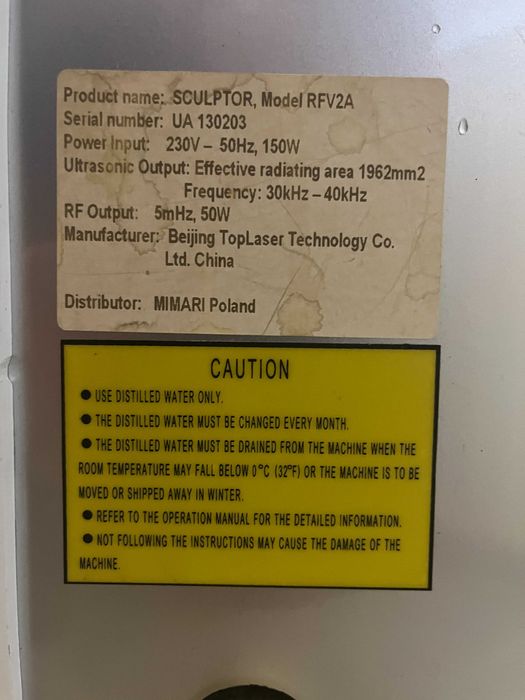 Product name: SCULPTOR, Model RFV2A
Serial number: UA 130203
Power Input: 230V – 50Hz, 150W
Ultrasonic Output: Effective radiating area 1962mm2
Frequency: 30kHz – 40kHz
RF Output: 5mHz, 50W
Manufacturer: Beijing TopLaser Technology Co.
Ltd. China
Distributor: MIMARI Poland
CAUTION
● USE DISTILLED WATER ONLY.
● THE DISTILLED WATER MUST BE CHANGED EVERY MONTH.
● THE DISTILLED WATER MUST BE DRAINED FROM THE MACHINE WHEN THE
ROOM TEMPERATURE MAY FALL BELOW 0°C (32°F) OR THE MACHINE IS TO BE
MOVED OR SHIPPED AWAY IN WINTER.
● REFER TO THE OPERATION MANUAL FOR THE DETAILED INFORMATION.
● NOT FOLLOWING THE INSTRUCTIONS MAY CAUSE THE DAMAGE OF THE
MACHINE.